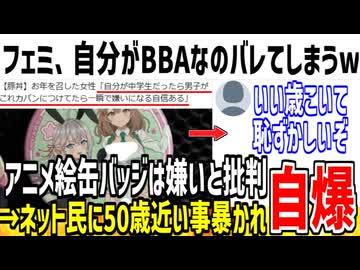 フェミ、自分がBBAなのバレてしまうw
【豚丼】お年を召した女性「自分が中学生だったら男子が
これカバンにつけてたら一瞬で嫌いになる自信ある」
いい歳こいて
恥ずかしいぞ
アニメ絵缶バッジは嫌いと批判
⇒ネット民に50歳近い事暴かれ
自爆